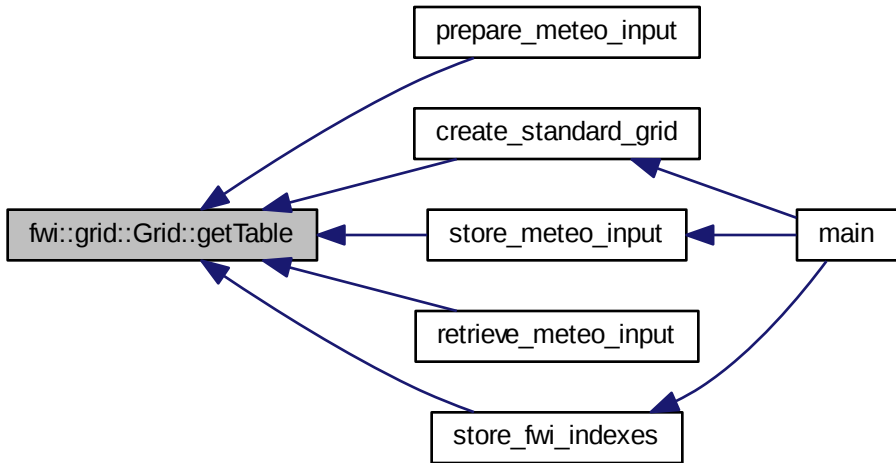 prepare_meteo_input
create_standard_grid
fwi::grid::Grid::getTable
store_meteo_input
main
retrieve_meteo_input
store_fwi_indexes